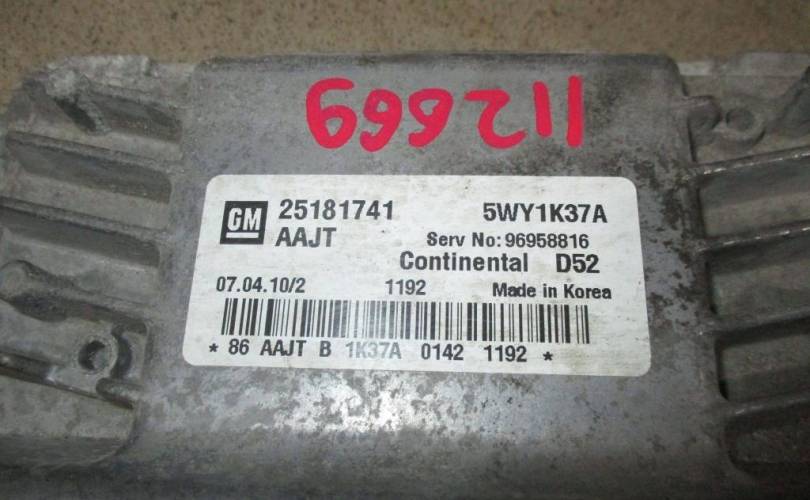 699211
GM 25181741 5WY1K37A
AAJT Serv No: 96958816
Continental D52
07.04.10/2 1192 Made in Korea
* 86 AAJT B 1K37A 0142 1192 *